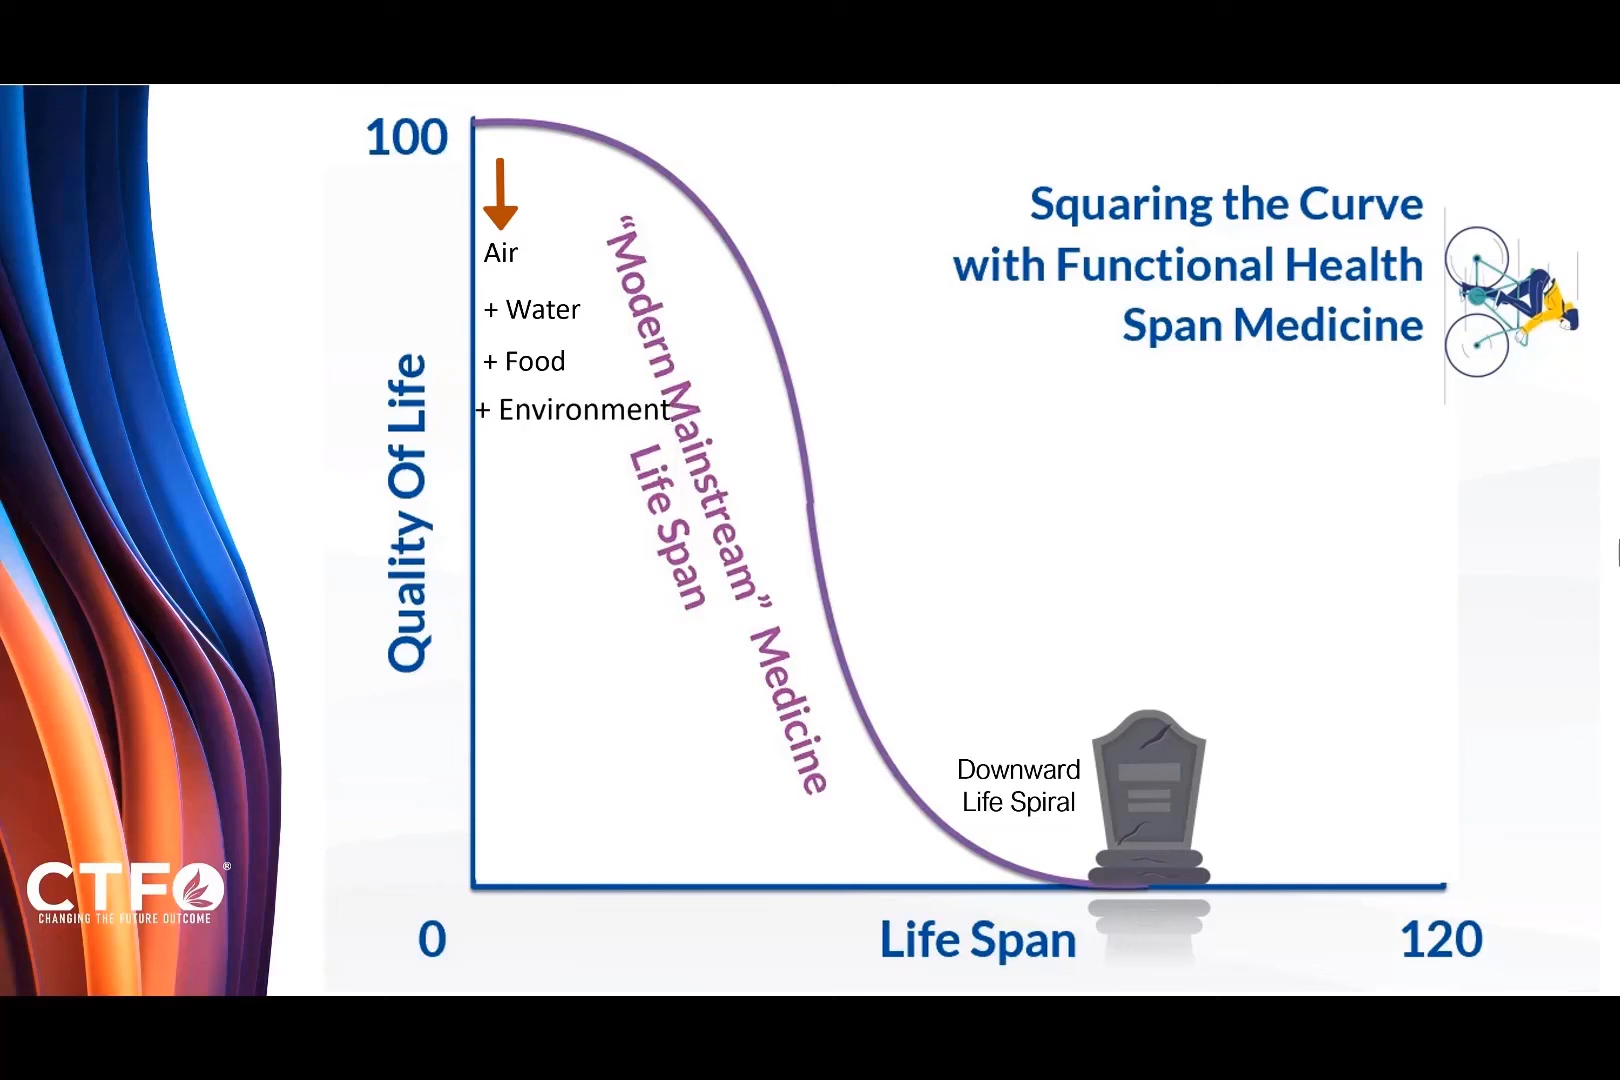 100
Squaring the Curve
with Functional Health
Span Medicine
Air
+ Water
+ Food
+ Environment
“Modern Mainstream” Medicine
Life Span
Quality Of Life
Downward
Life Spiral
CTFO®
CHANGING THE FUTURE OUTCOME
0
Life Span
120